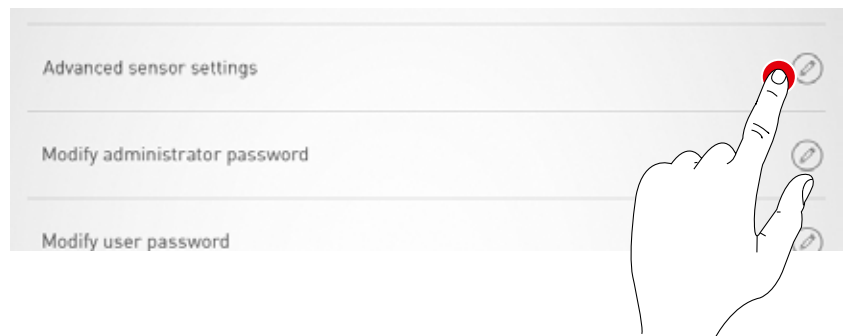 Advanced sensor settings
Modify administrator password
Modify user password